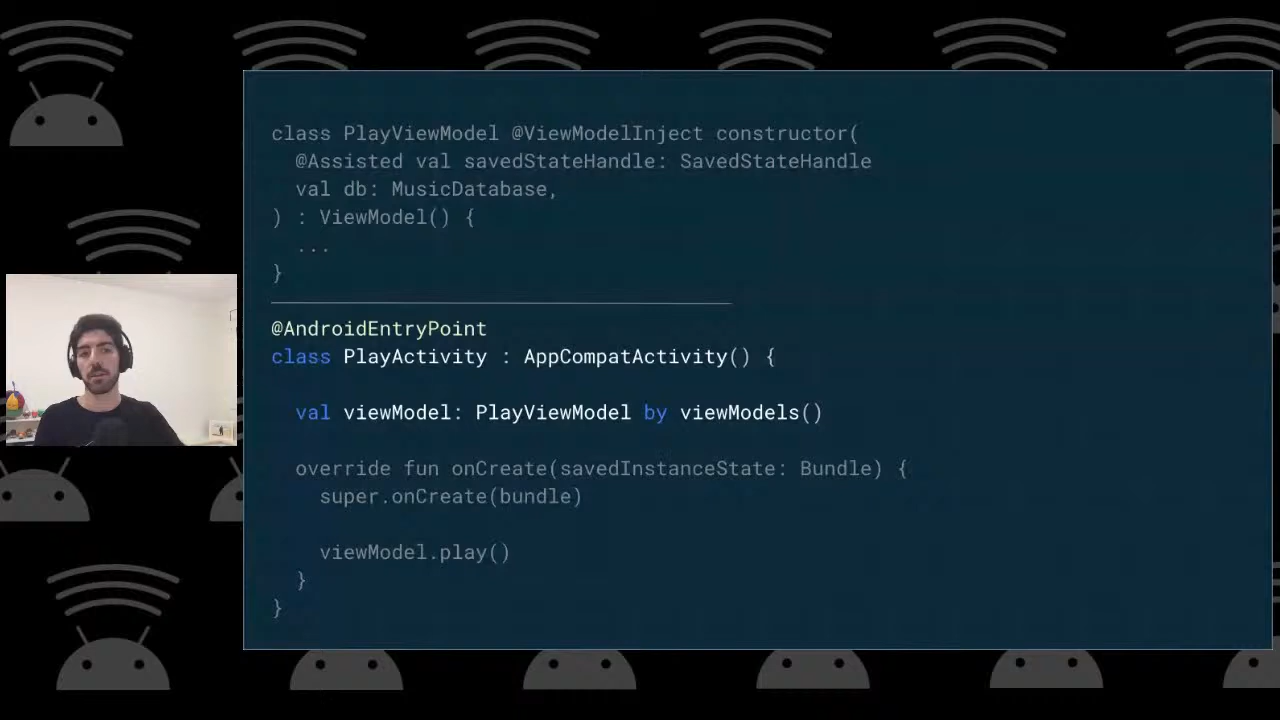 class PlayViewModel @ViewModelInject constructor(
@Assisted val savedStateHandle: SavedStateHandle
val db: MusicDatabase,
) : ViewModel() {
...
}
@AndroidEntryPoint
class PlayActivity : AppCompatActivity() {
val viewModel: PlayViewModel by viewModels()
override fun onCreate(savedInstanceState: Bundle) {
super.onCreate(bundle)
viewModel.play()
}
}